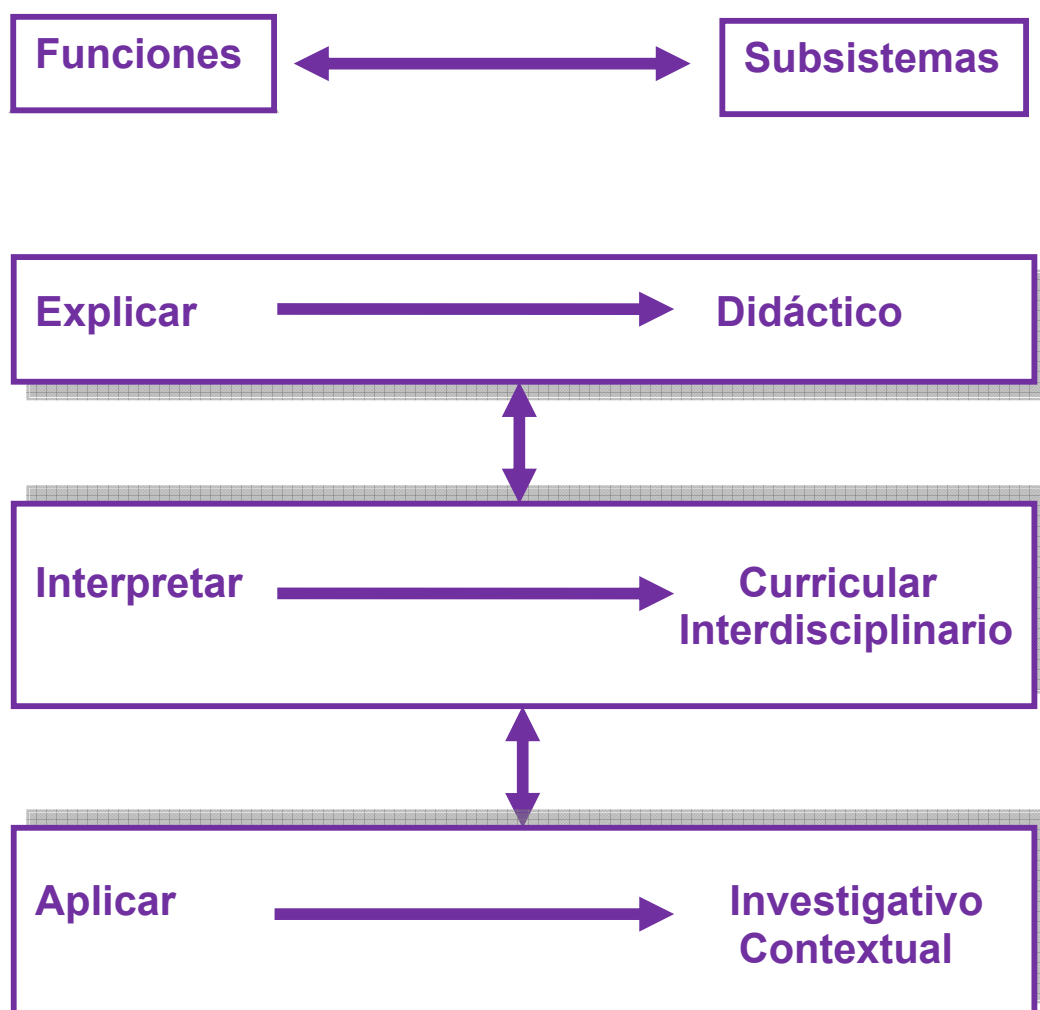 Funciones
Subsistemas
Explicar
Didáctico
Interpretar
Curricular
Interdisciplinario
Aplicar
Investigativo
Contextual